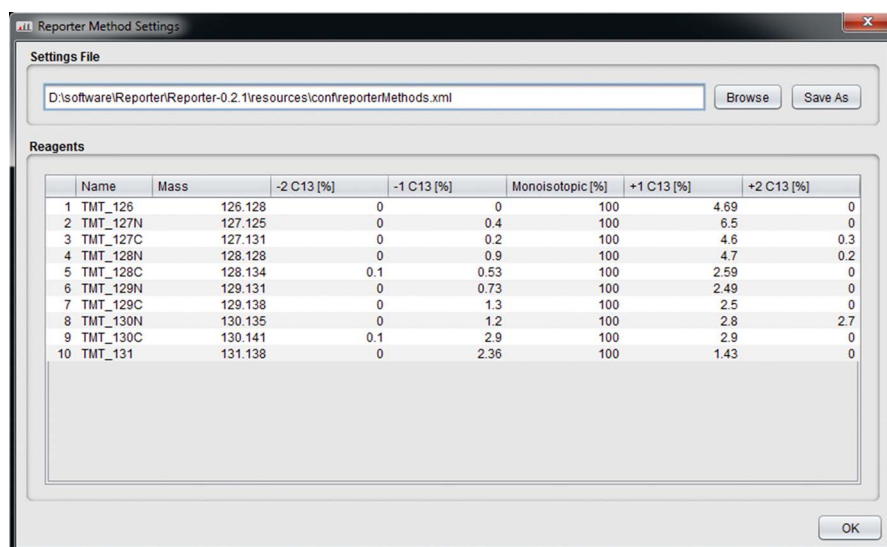 Reporter Method Settings
Settings File
D:\software\Reporter\Reporter-0.2.1\resources\conf\reporterMethods.xml Browse Save As
Reagents
Name Mass -2 C13 [%] -1 C13 [%] Monoisotopic [%] +1 C13 [%] +2 C13 [%]
1 TMT_126 126.128 0 0 100 4.69 0
2 TMT_127N 127.125 0 0.4 100 6.5 0
3 TMT_127C 127.131 0 0.2 100 4.6 0.3
4 TMT_128N 128.128 0 0.9 100 4.7 0.2
5 TMT_128C 128.134 0.1 0.53 100 2.59 0
6 TMT_129N 129.131 0 0.73 100 2.49 0
7 TMT_129C 129.138 0 1.3 100 2.5 0
8 TMT_130N 130.135 0 1.2 100 2.8 2.7
9 TMT_130C 130.141 0.1 2.9 100 2.9 0
10 TMT_131 131.138 0 2.36 100 1.43 0
OK